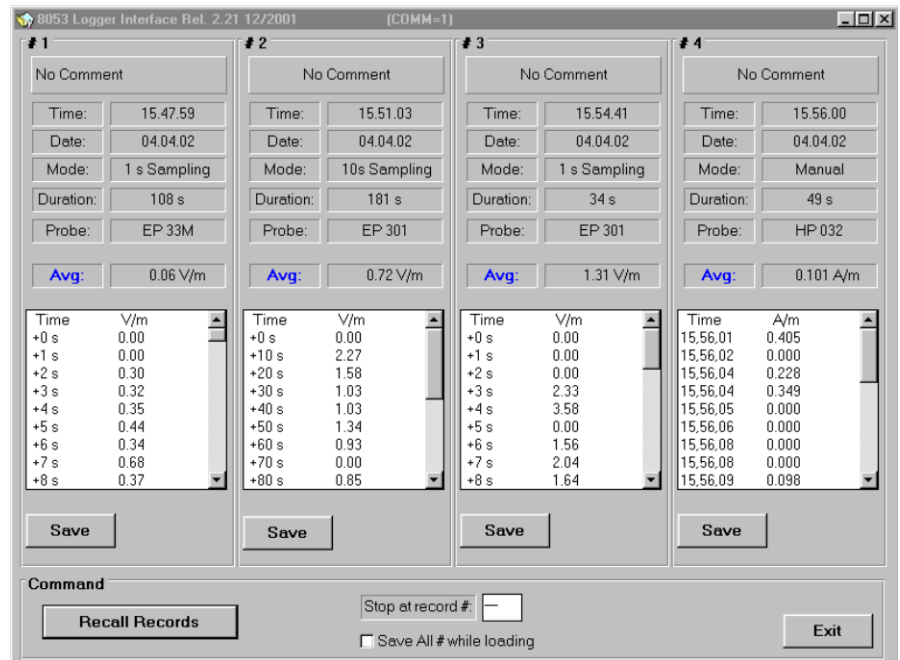 8053 Logger Interface Rel. 2.21 12/2001 (COMM=1)
# 1
No Comment
Time: 15.47.59
Date: 04.04.02
Mode: 1 s Sampling
Duration: 108 s
Probe: EP 33M
Avg: 0.06 V/m
Time V/m
+0 s 0.00
+1 s 0.00
+2 s 0.30
+3 s 0.32
+4 s 0.35
+5 s 0.44
+6 s 0.34
+7 s 0.68
+8 s 0.37
Save
# 2
No Comment
Time: 15.51.03
Date: 04.04.02
Mode: 10s Sampling
Duration: 181 s
Probe: EP 301
Avg: 0.72 V/m
Time V/m
+0 s 0.00
+10 s 2.27
+20 s 1.58
+30 s 1.03
+40 s 1.03
+50 s 1.34
+60 s 0.93
+70 s 0.00
+80 s 0.85
Save
# 3
No Comment
Time: 15.54.41
Date: 04.04.02
Mode: 1 s Sampling
Duration: 34 s
Probe: EP 301
Avg: 1.31 V/m
Time V/m
+0 s 0.00
+1 s 0.00
+2 s 0.00
+3 s 2.33
+4 s 3.58
+5 s 0.00
+6 s 1.56
+7 s 2.04
+8 s 1.64
Save
# 4
No Comment
Time: 15.56.00
Date: 04.04.02
Mode: Manual
Duration: 49 s
Probe: HP 032
Avg: 0.101 A/m
Time A/m
15,56,01 0.405
15,56,02 0.000
15,56,04 0.228
15,56,04 0.349
15,56,05 0.000
15,56,06 0.000
15,56,08 0.000
15,56,08 0.000
15,56,09 0.098
Save
Command
Recall Records
Stop at record #: —
Save All # while loading
Exit